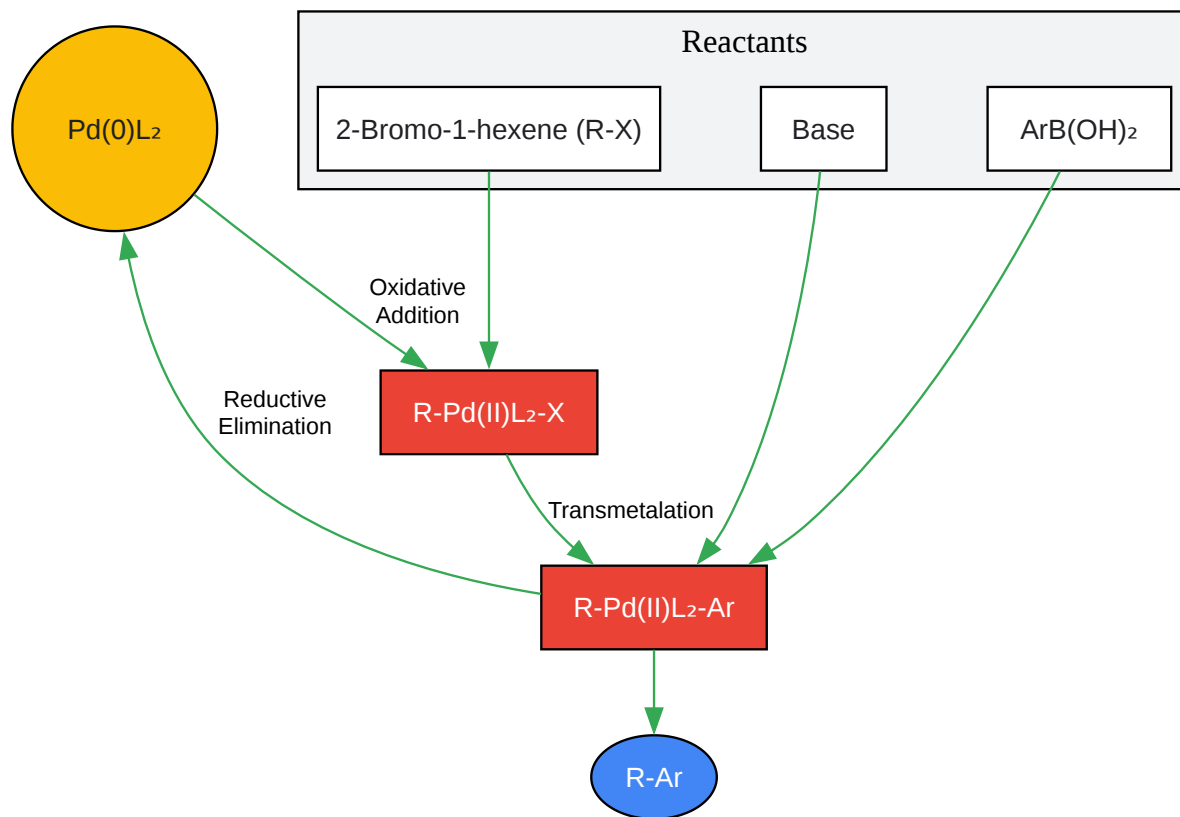 Reactants
Pd(0)L₂
2-Bromo-1-hexene (R-X)
Base
ArB(OH)₂
Oxidative
Addition
Reductive
Elimination
R-Pd(II)L₂-X
Transmetalation
R-Pd(II)L₂-Ar
R-Ar